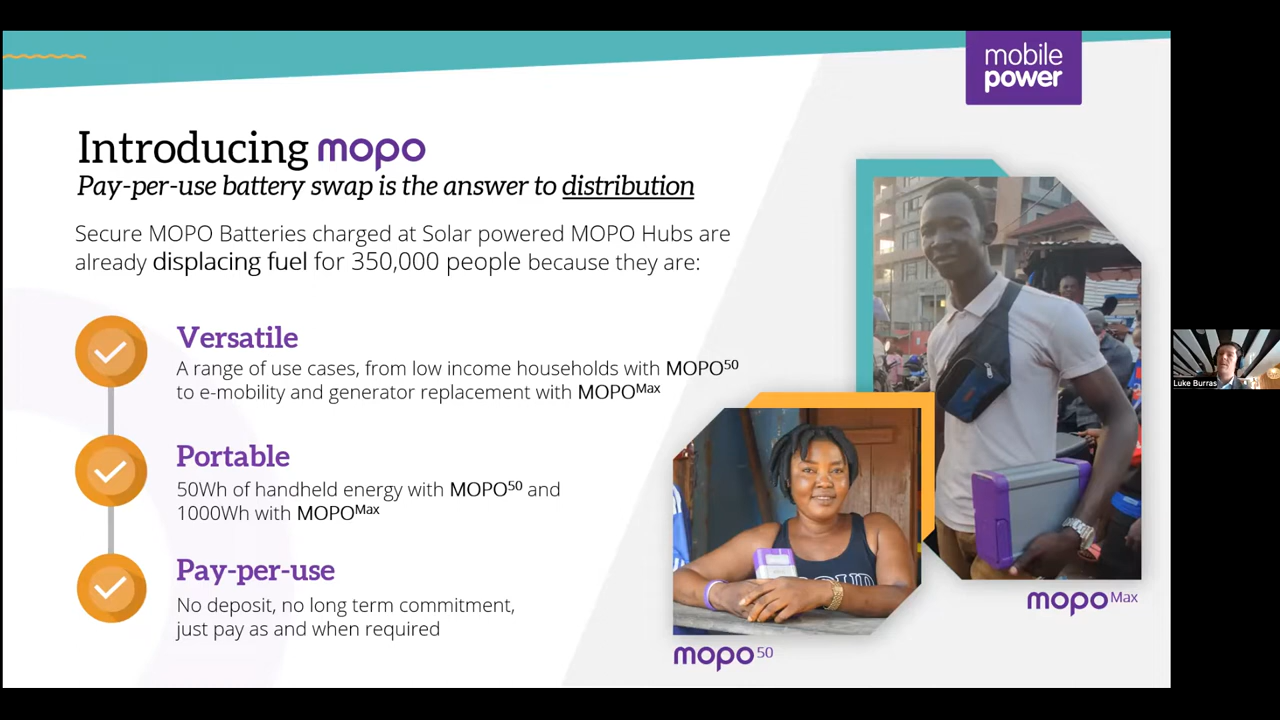 mobile
power
Introducing mopo
Pay-per-use battery swap is the answer to distribution
Secure MOPO Batteries charged at Solar powered MOPO Hubs are
already displacing fuel for 350,000 people because they are:
Versatile
A range of use cases, from low income households with MOPO50
to e-mobility and generator replacement with MOPOMax
Portable
50Wh of handheld energy with MOPO50 and
1000Wh with MOPOMax
Pay-per-use
No deposit, no long term commitment,
just pay as and when required
mopo50
mopoMax
Luke Burras